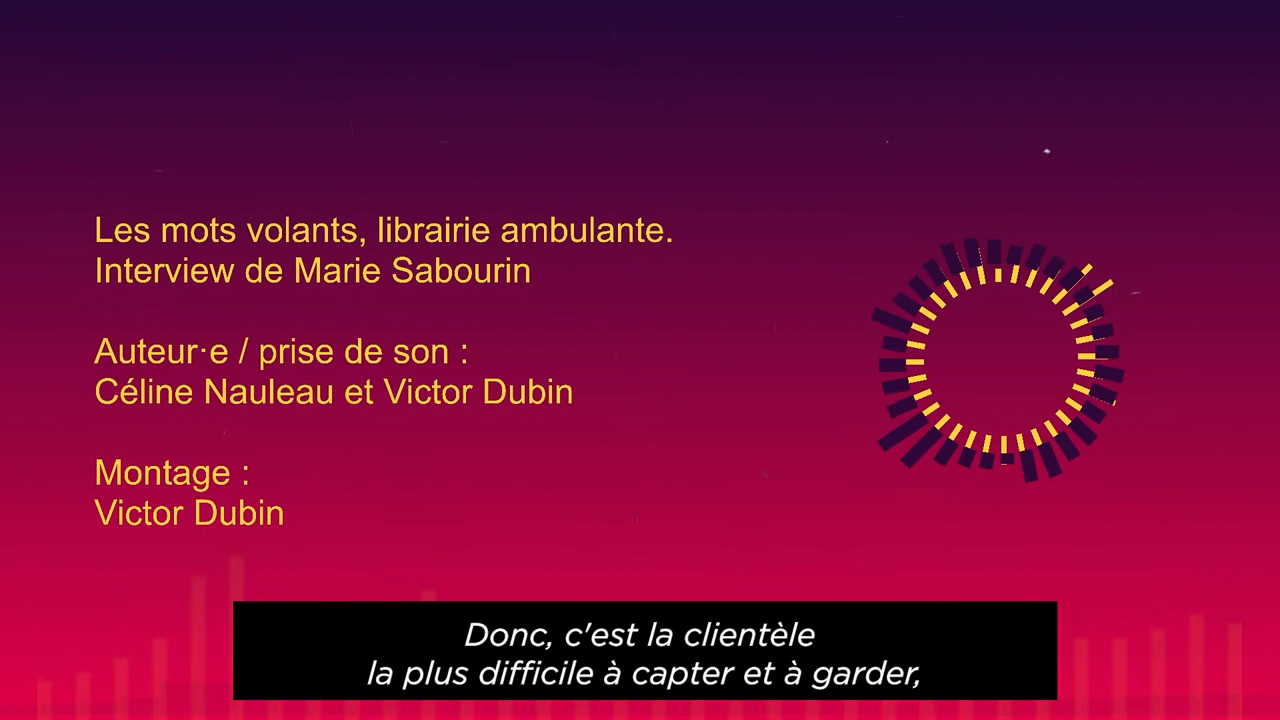 Les mots volants, librairie ambulante.
Interview de Marie Sabourin
Auteur·e / prise de son :
Céline Nauleau et Victor Dubin
Montage :
Victor Dubin
Donc, c'est la clientèle
la plus difficile à capter et à garder,